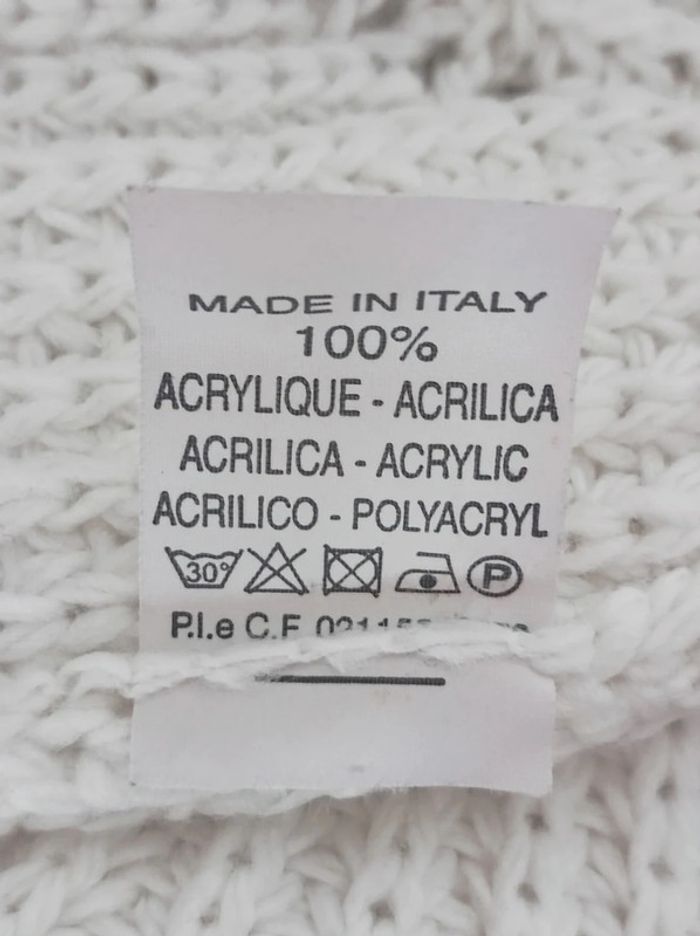 MADE IN ITALY
100%
ACRYLIQUE - ACRILICA
ACRILICA - ACRYLIC
ACRILICO - POLYACRYL
30° P
P.I.e C.F.